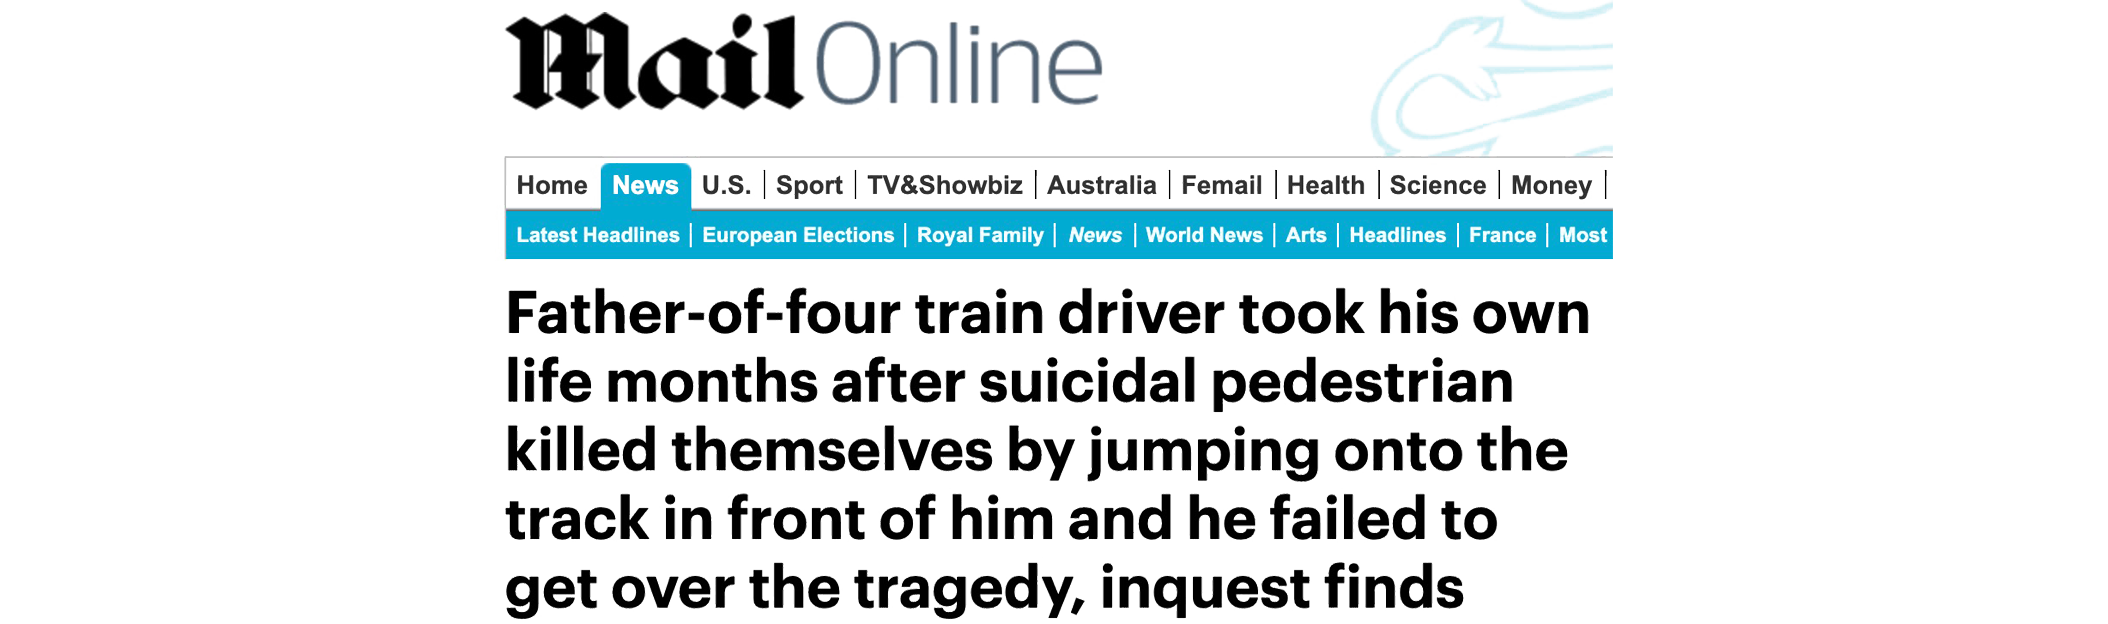 Mail Online
Home News U.S. | Sport | TV&Showbiz | Australia | Femail | Health | Science | Money |
Latest Headlines | European Elections | Royal Family | News | World News | Arts | Headlines | France | Most
Father-of-four train driver took his own
life months after suicidal pedestrian
killed themselves by jumping onto the
track in front of him and he failed to
get over the tragedy, inquest finds